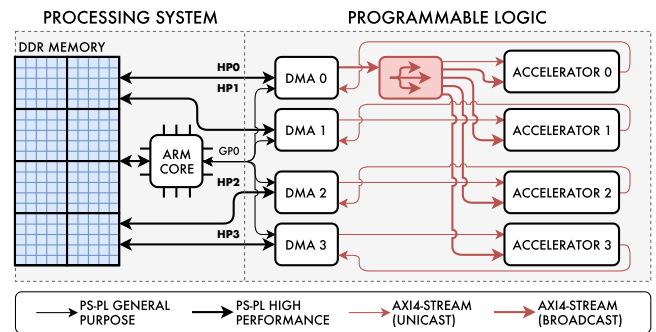 PROCESSING SYSTEM
PROGRAMMABLE LOGIC
DDR MEMORY
HP0
HP1
GP0
HP2
HP3
ARM
CORE
DMA 0
DMA 1
DMA 2
DMA 3
ACCELERATOR 0
ACCELERATOR 1
ACCELERATOR 2
ACCELERATOR 3
PS-PL GENERAL
PURPOSE
PS-PL HIGH
PERFORMANCE
AXI4-STREAM
(UNICAST)
AXI4-STREAM
(BROADCAST)